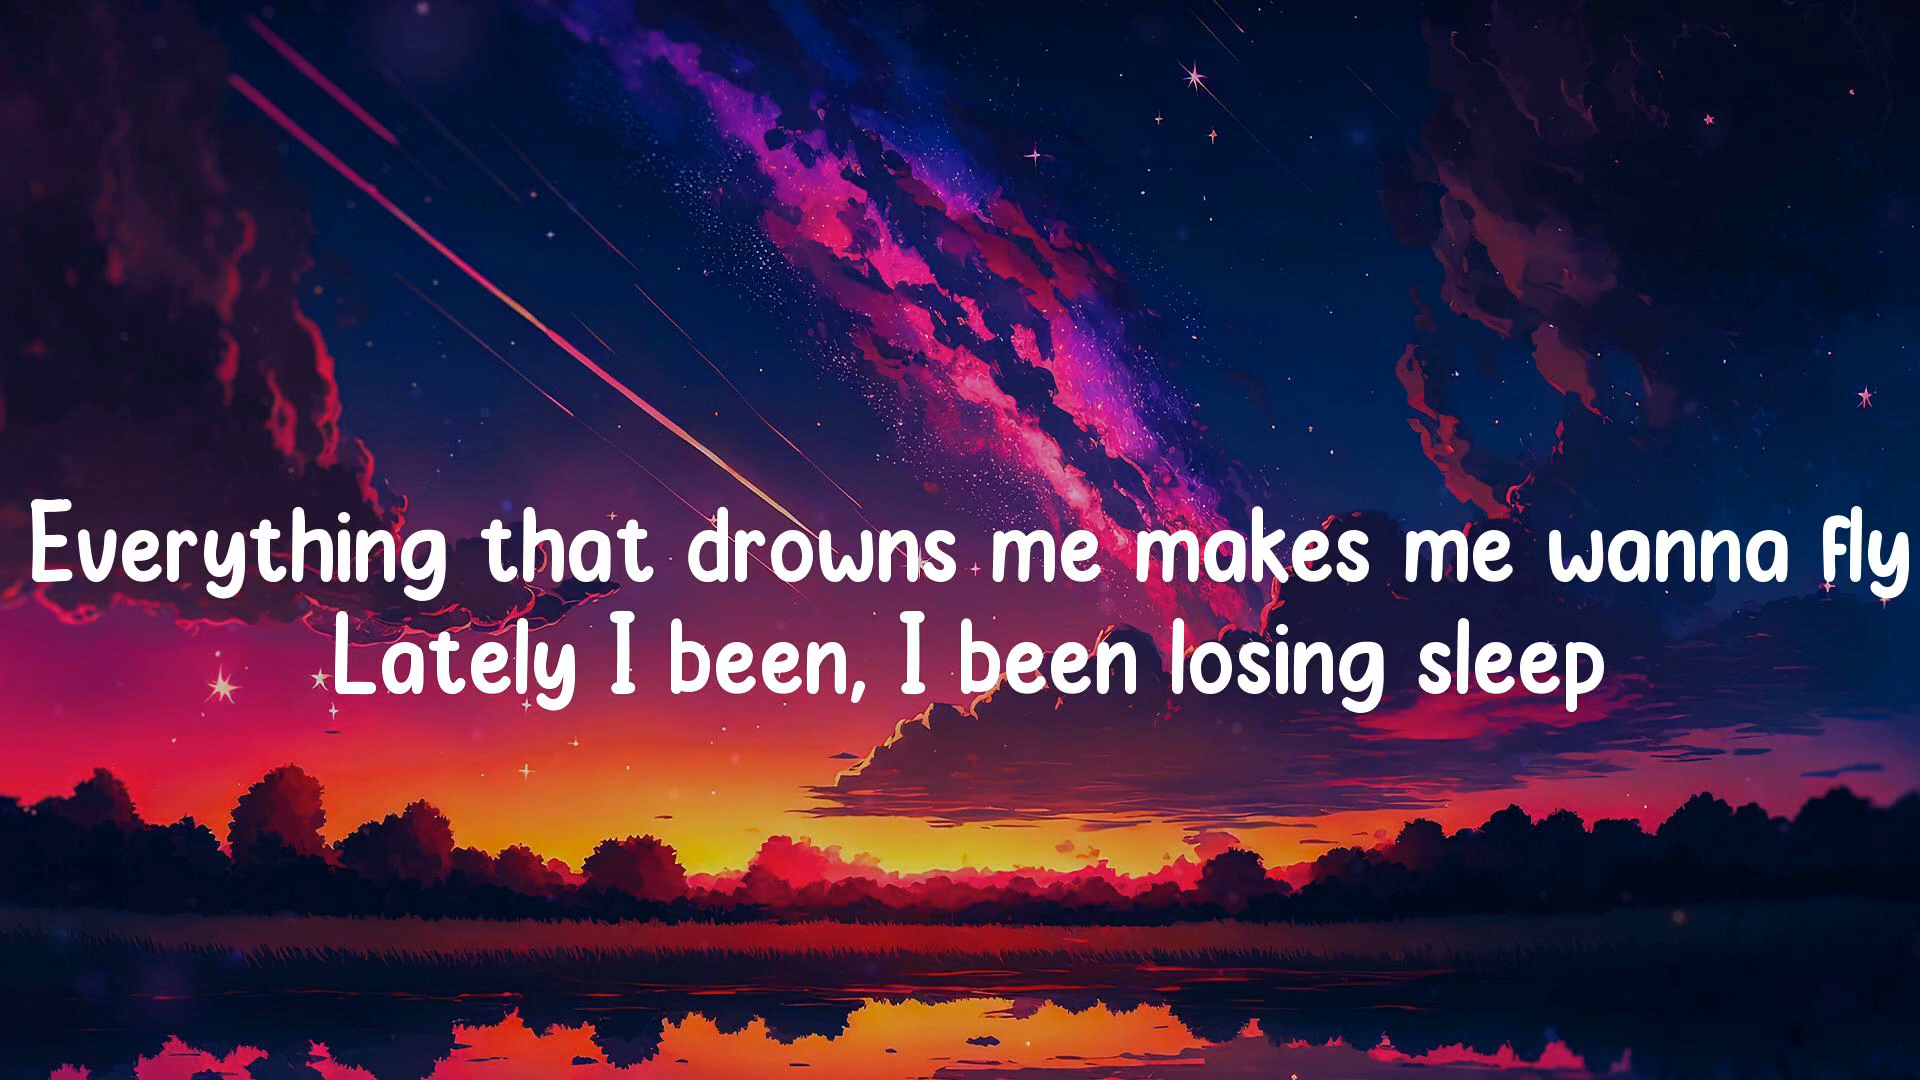 Everything that drowns me makes me wanna fly
Lately I been, I been losing sleep